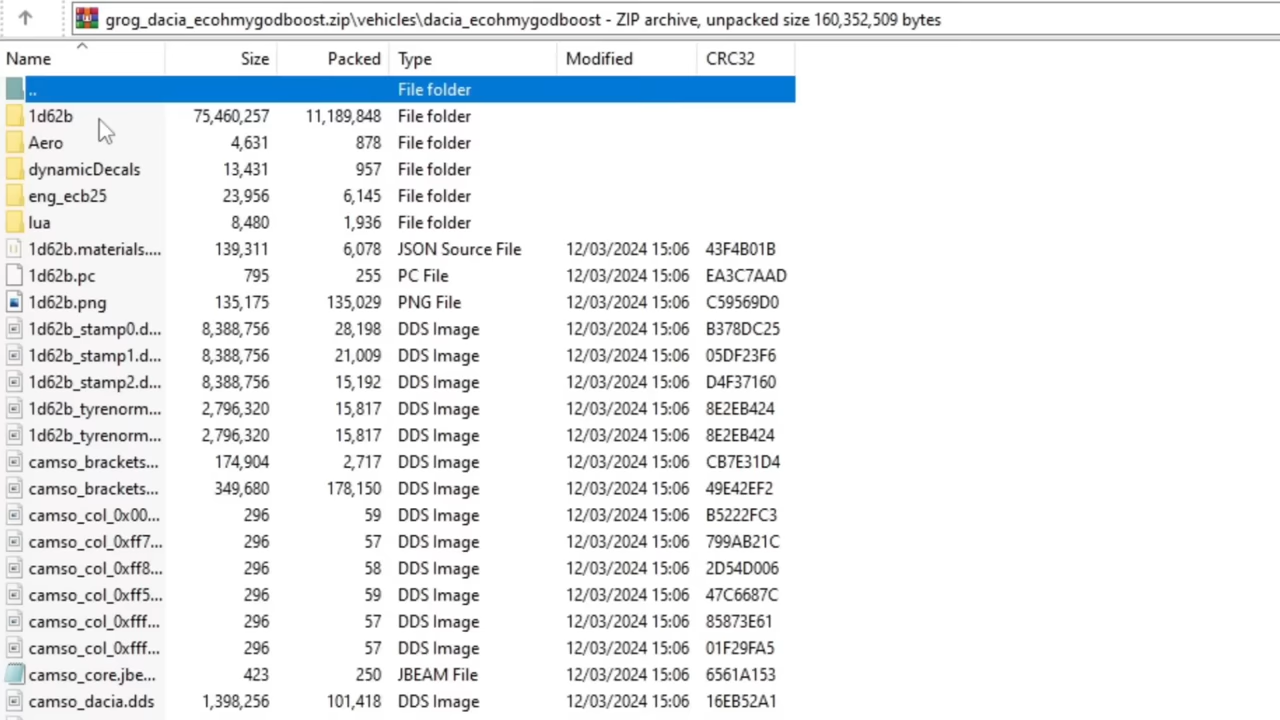 grog_dacia_ecohmygodboost.zip\vehicles\dacia_ecohmygodboost - ZIP archive, unpacked size 160,352,509 bytes
Name Size Packed Type Modified CRC32
.. File folder
1d62b 75,460,257 11,189,848 File folder
Aero 4,631 878 File folder
dynamicDecals 13,431 957 File folder
eng_ecb25 23,956 6,145 File folder
lua 8,480 1,936 File folder
1d62b.materials.... 139,311 6,078 JSON Source File 12/03/2024 15:06 43F4B01B
1d62b.pc 795 255 PC File 12/03/2024 15:06 EA3C7AAD
1d62b.png 135,175 135,029 PNG File 12/03/2024 15:06 C59569D0
1d62b_stamp0.d... 8,388,756 28,198 DDS Image 12/03/2024 15:06 B378DC25
1d62b_stamp1.d... 8,388,756 21,009 DDS Image 12/03/2024 15:06 05DF23F6
1d62b_stamp2.d... 8,388,756 15,192 DDS Image 12/03/2024 15:06 D4F37160
1d62b_tyrenorm... 2,796,320 15,817 DDS Image 12/03/2024 15:06 8E2EB424
1d62b_tyrenorm... 2,796,320 15,817 DDS Image 12/03/2024 15:06 8E2EB424
camso_brackets... 174,904 2,717 DDS Image 12/03/2024 15:06 CB7E31D4
camso_brackets... 349,680 178,150 DDS Image 12/03/2024 15:06 49E42EF2
camso_col_0x00... 296 59 DDS Image 12/03/2024 15:06 B5222FC3
camso_col_0xff7... 296 57 DDS Image 12/03/2024 15:06 799AB21C
camso_col_0xff8... 296 58 DDS Image 12/03/2024 15:06 2D54D006
camso_col_0xff5... 296 59 DDS Image 12/03/2024 15:06 47C6687C
camso_col_0xfff... 296 57 DDS Image 12/03/2024 15:06 85873E61
camso_col_0xfff... 296 57 DDS Image 12/03/2024 15:06 01F29FA5
camso_core.jbe... 423 250 JBEAM File 12/03/2024 15:06 6561A153
camso_dacia.dds 1,398,256 101,418 DDS Image 12/03/2024 15:06 16EB52A1